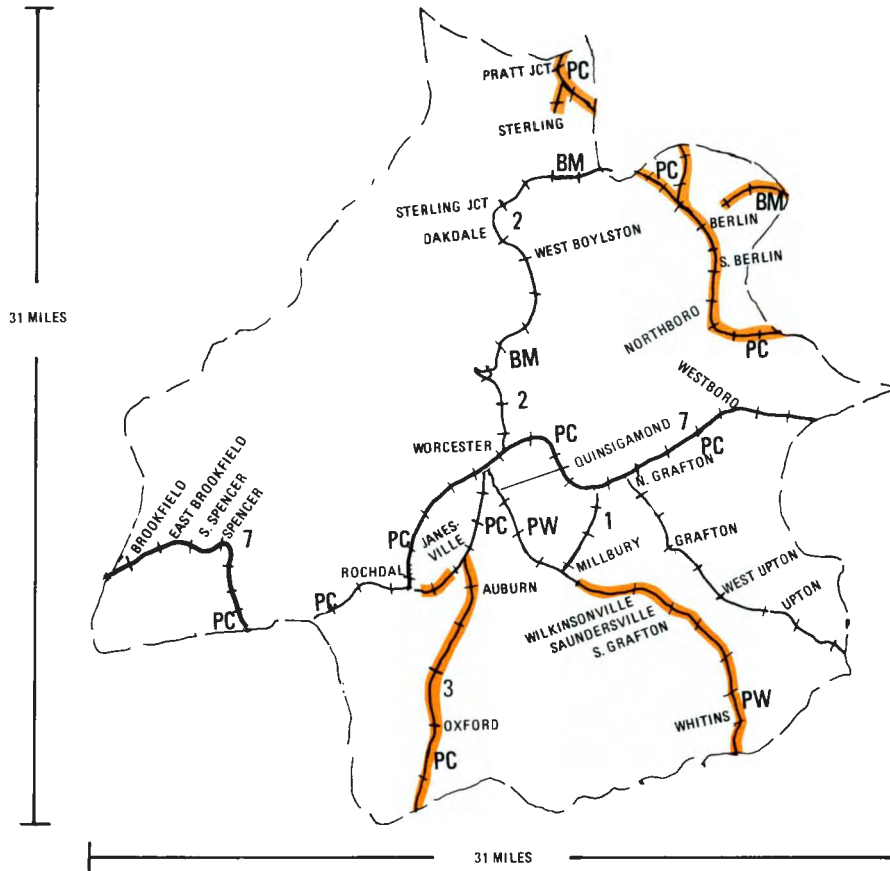 PRATT JCT
PC
STERLING
BM
PC
BM
STERLING JCT
2
OAKDALE
WEST BOYLSTON
BERLIN
S. BERLIN
31 MILES
NORTHBORO
PC
BM
2
WESTBORO
WORCESTER
PC
QUINSIGAMOND
7
PC
N. GRAFTON
BROOKFIELD
EAST BROOKFIELD
S. SPENCER
SPENCER
7
PC
JANES-
VILLE
PC
PW
1
GRAFTON
ROCHDAL
MILLBURY
AUBURN
WEST UPTON
UPTON
PC
PC
WILKINSONVILLE
SAUNDERSVILLE
S. GRAFTON
3
OXFORD
PW
WHITINS
PC
31 MILES